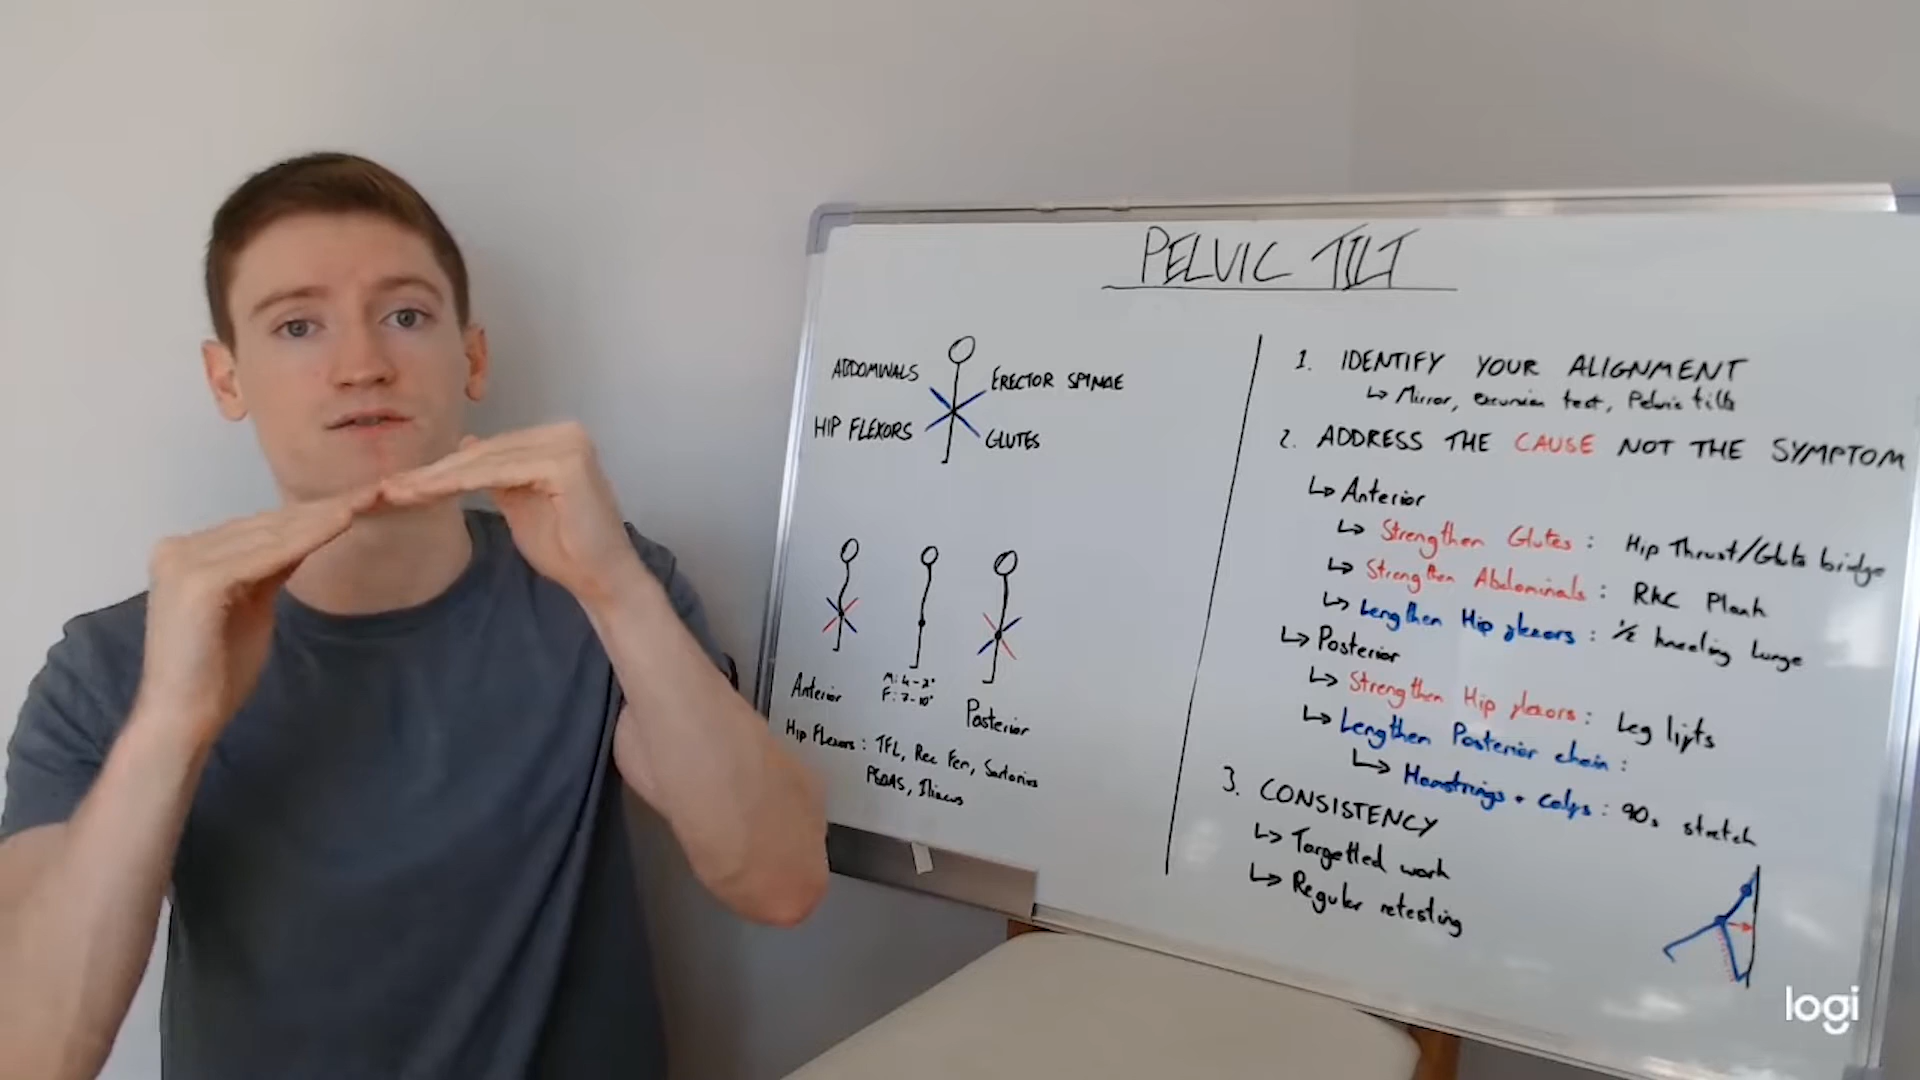 PELVIC TILT
ABDOMINALS
ERECTOR SPINAE
HIP FLEXORS
GLUTES
Anterior
M: 4-7°
F: 7-10°
Posterior
Hip Flexors: TFL, Rec Fem, Sartorius
PSOAS, Iliacus
1. IDENTIFY YOUR ALIGNMENT
↳ Mirror, excursion test, Pelvic tilts
2. ADDRESS THE CAUSE NOT THE SYMPTOM
↳ Anterior
↳ Strengthen Glutes: Hip Thrust/Glute bridge
↳ Strengthen Abdominals: RKC Plank
↳ Lengthen Hip flexors: 1/2 kneeling lunge
↳ Posterior
↳ Strengthen Hip flexors: Leg lifts
↳ Lengthen Posterior chain:
↳ Hamstrings + Calfs: 90s stretch
3. CONSISTENCY
↳ Targetted work
↳ Regular retesting
logi